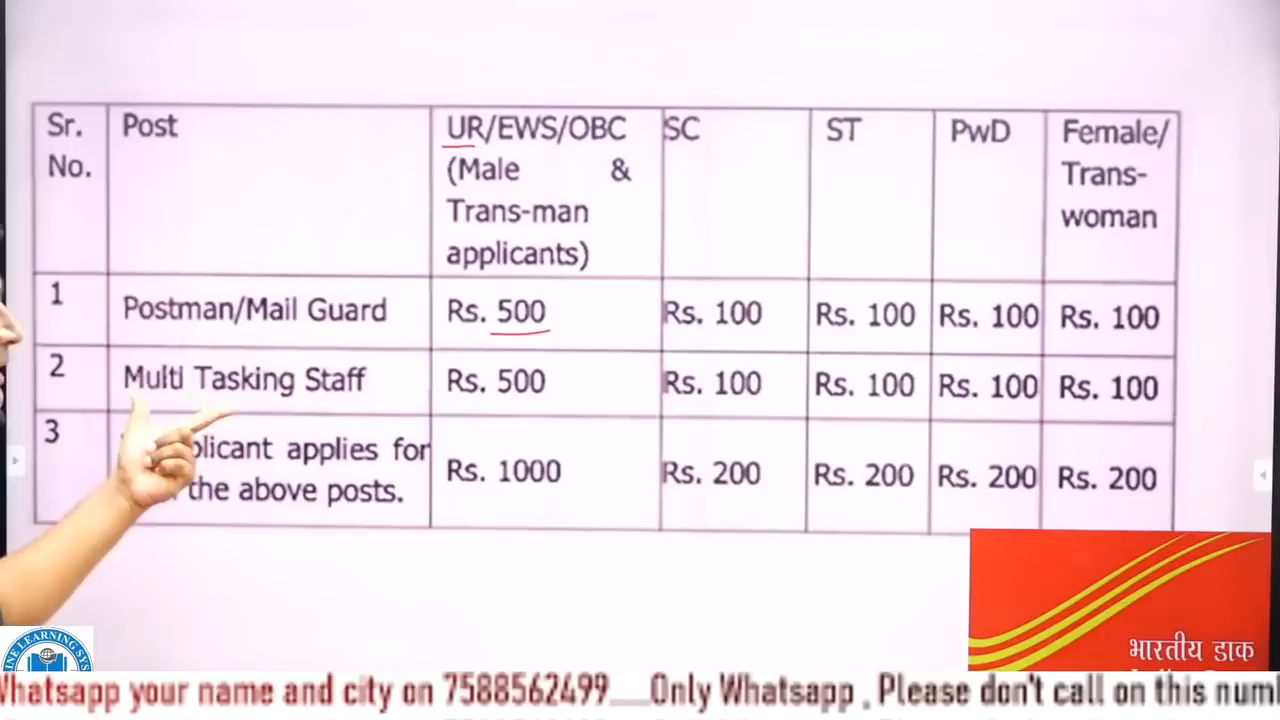 Sr. No.
Post
UR/EWS/OBC (Male & Trans-man applicants)
SC
ST
PwD
Female/ Trans- woman
1
Postman/Mail Guard
Rs. 500
Rs. 100
Rs. 100
Rs. 100
Rs. 100
2
Multi Tasking Staff
Rs. 500
Rs. 100
Rs. 100
Rs. 100
Rs. 100
3
applies for
the above posts.
Rs. 1000
Rs. 200
Rs. 200
Rs. 200
Rs. 200
भारतीय डाक
Whatsapp your name and city on 7588562499.....Only Whatsapp , Please don't call on this